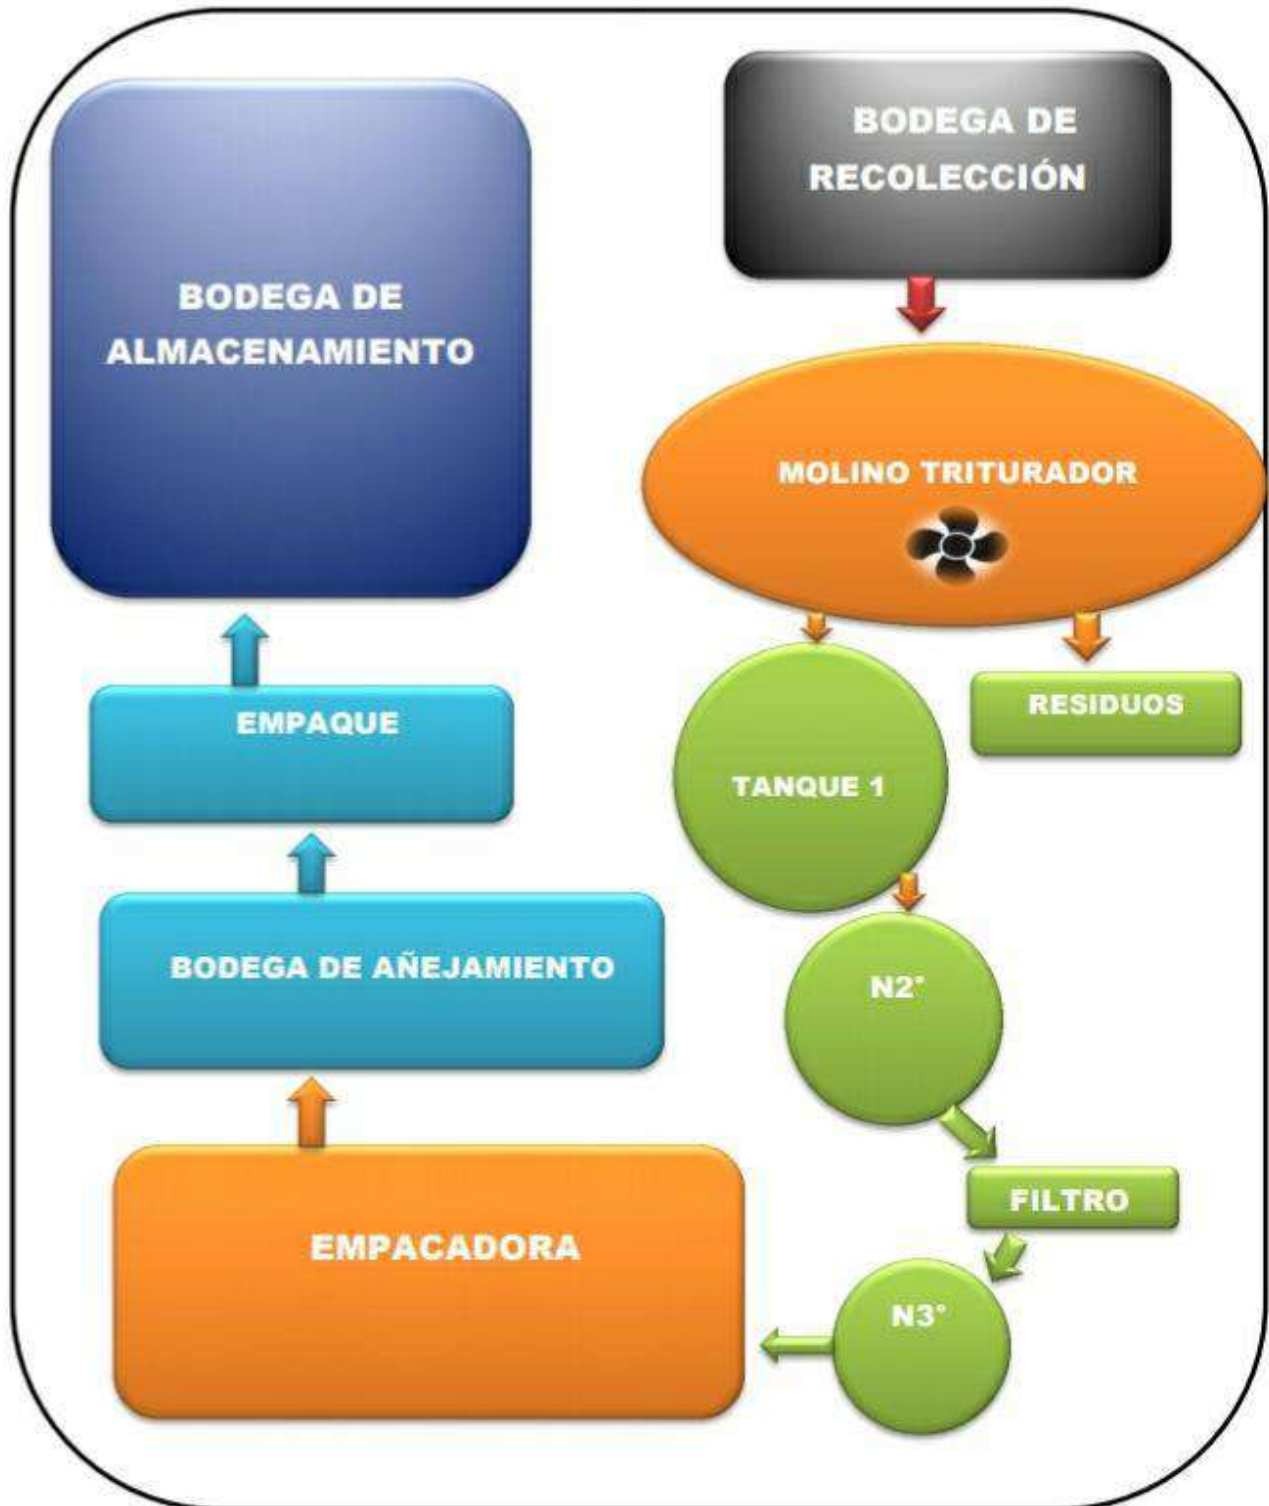 BODEGA DE
RECOLECCIÓN
BODEGA DE
ALMACENAMIENTO
MOLINO TRITURADOR
EMPAQUE
RESIDUOS
TANQUE 1
BODEGA DE AÑEJAMIENTO
N2°
FILTRO
EMPACADORA
N3°